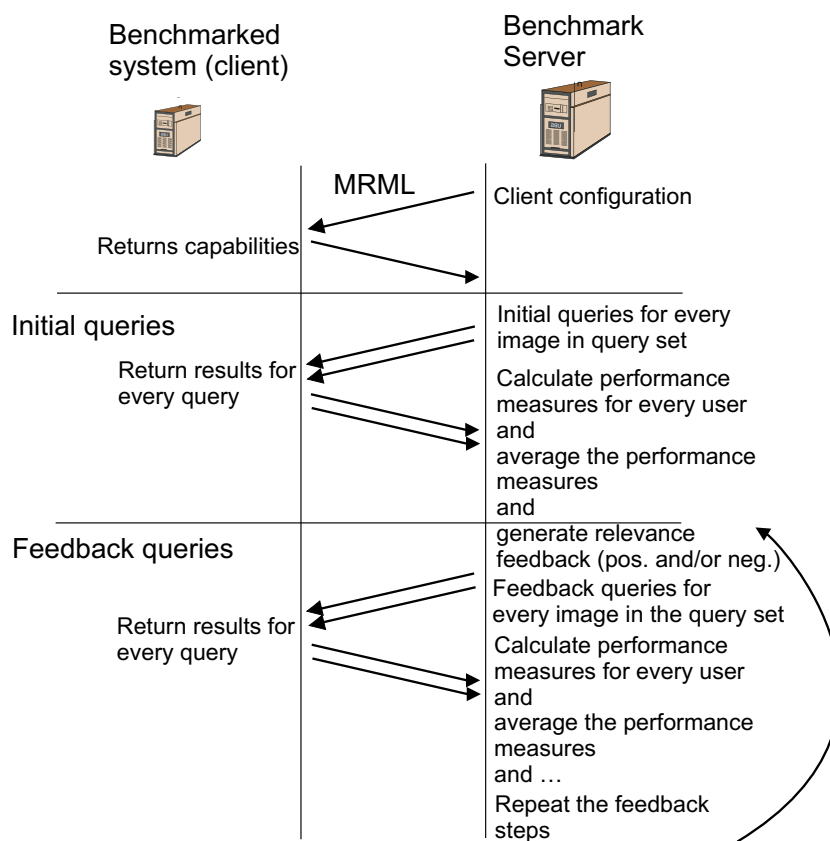 Benchmarked
system (client)
Benchmark
Server
MRML
Client configuration
Returns capabilities
Initial queries
Initial queries for every
image in query set
Return results for
every query
Calculate performance
measures for every user
and
average the performance
measures
and
generate relevance
feedback (pos. and/or neg.)
Feedback queries
Feedback queries for
every image in the query set
Return results for
every query
Calculate performance
measures for every user
and
average the performance
measures
and …
Repeat the feedback
steps